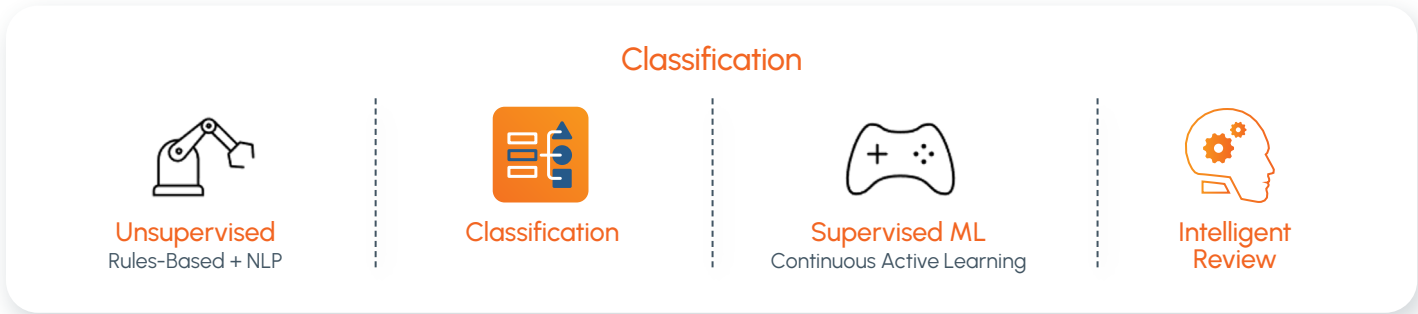 Classification
Unsupervised
Rules-Based + NLP
Classification
Supervised ML
Continuous Active Learning
Intelligent
Review